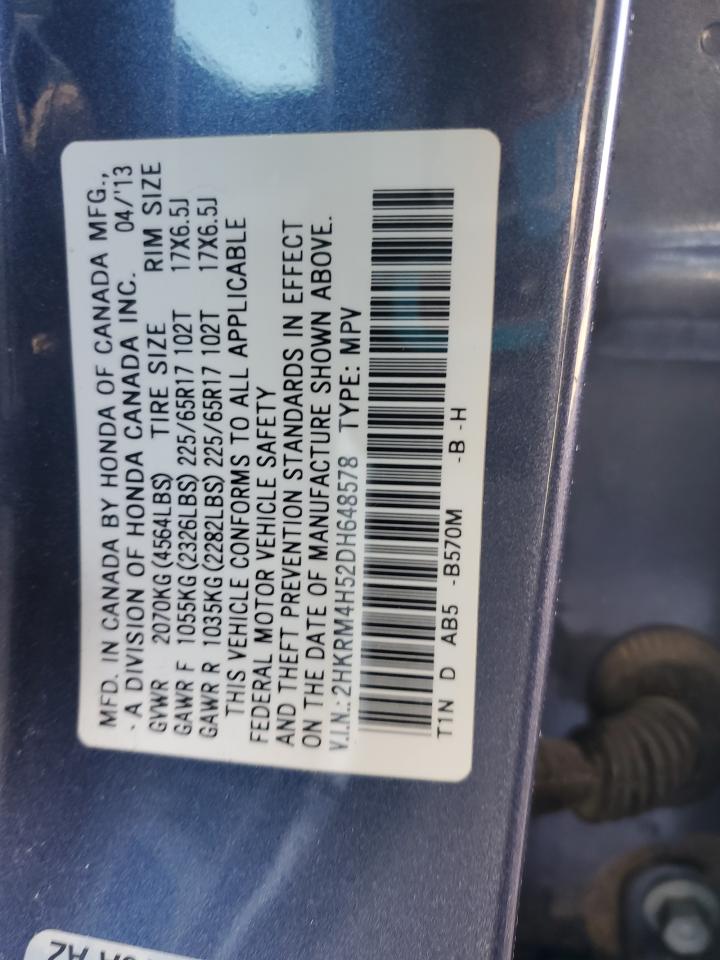 MFD. IN CANADA BY HONDA OF CANADA MFG.,
- A DIVISION OF HONDA CANADA INC. 04/'13
GVWR 2070KG (4564LBS) TIRE SIZE RIM SIZE
GAWR F 1055KG (2326LBS) 225/65R17 102T 17X6.5J
GAWR R 1035KG (2282LBS) 225/65R17 102T 17X6.5J
THIS VEHICLE CONFORMS TO ALL APPLICABLE
FEDERAL MOTOR VEHICLE SAFETY
AND THEFT PREVENTION STANDARDS IN EFFECT
ON THE DATE OF MANUFACTURE SHOWN ABOVE.
V.I.N.:2HKRM4H52DH648578 TYPE: MPV
T1N D AB5 -B570M -B -H